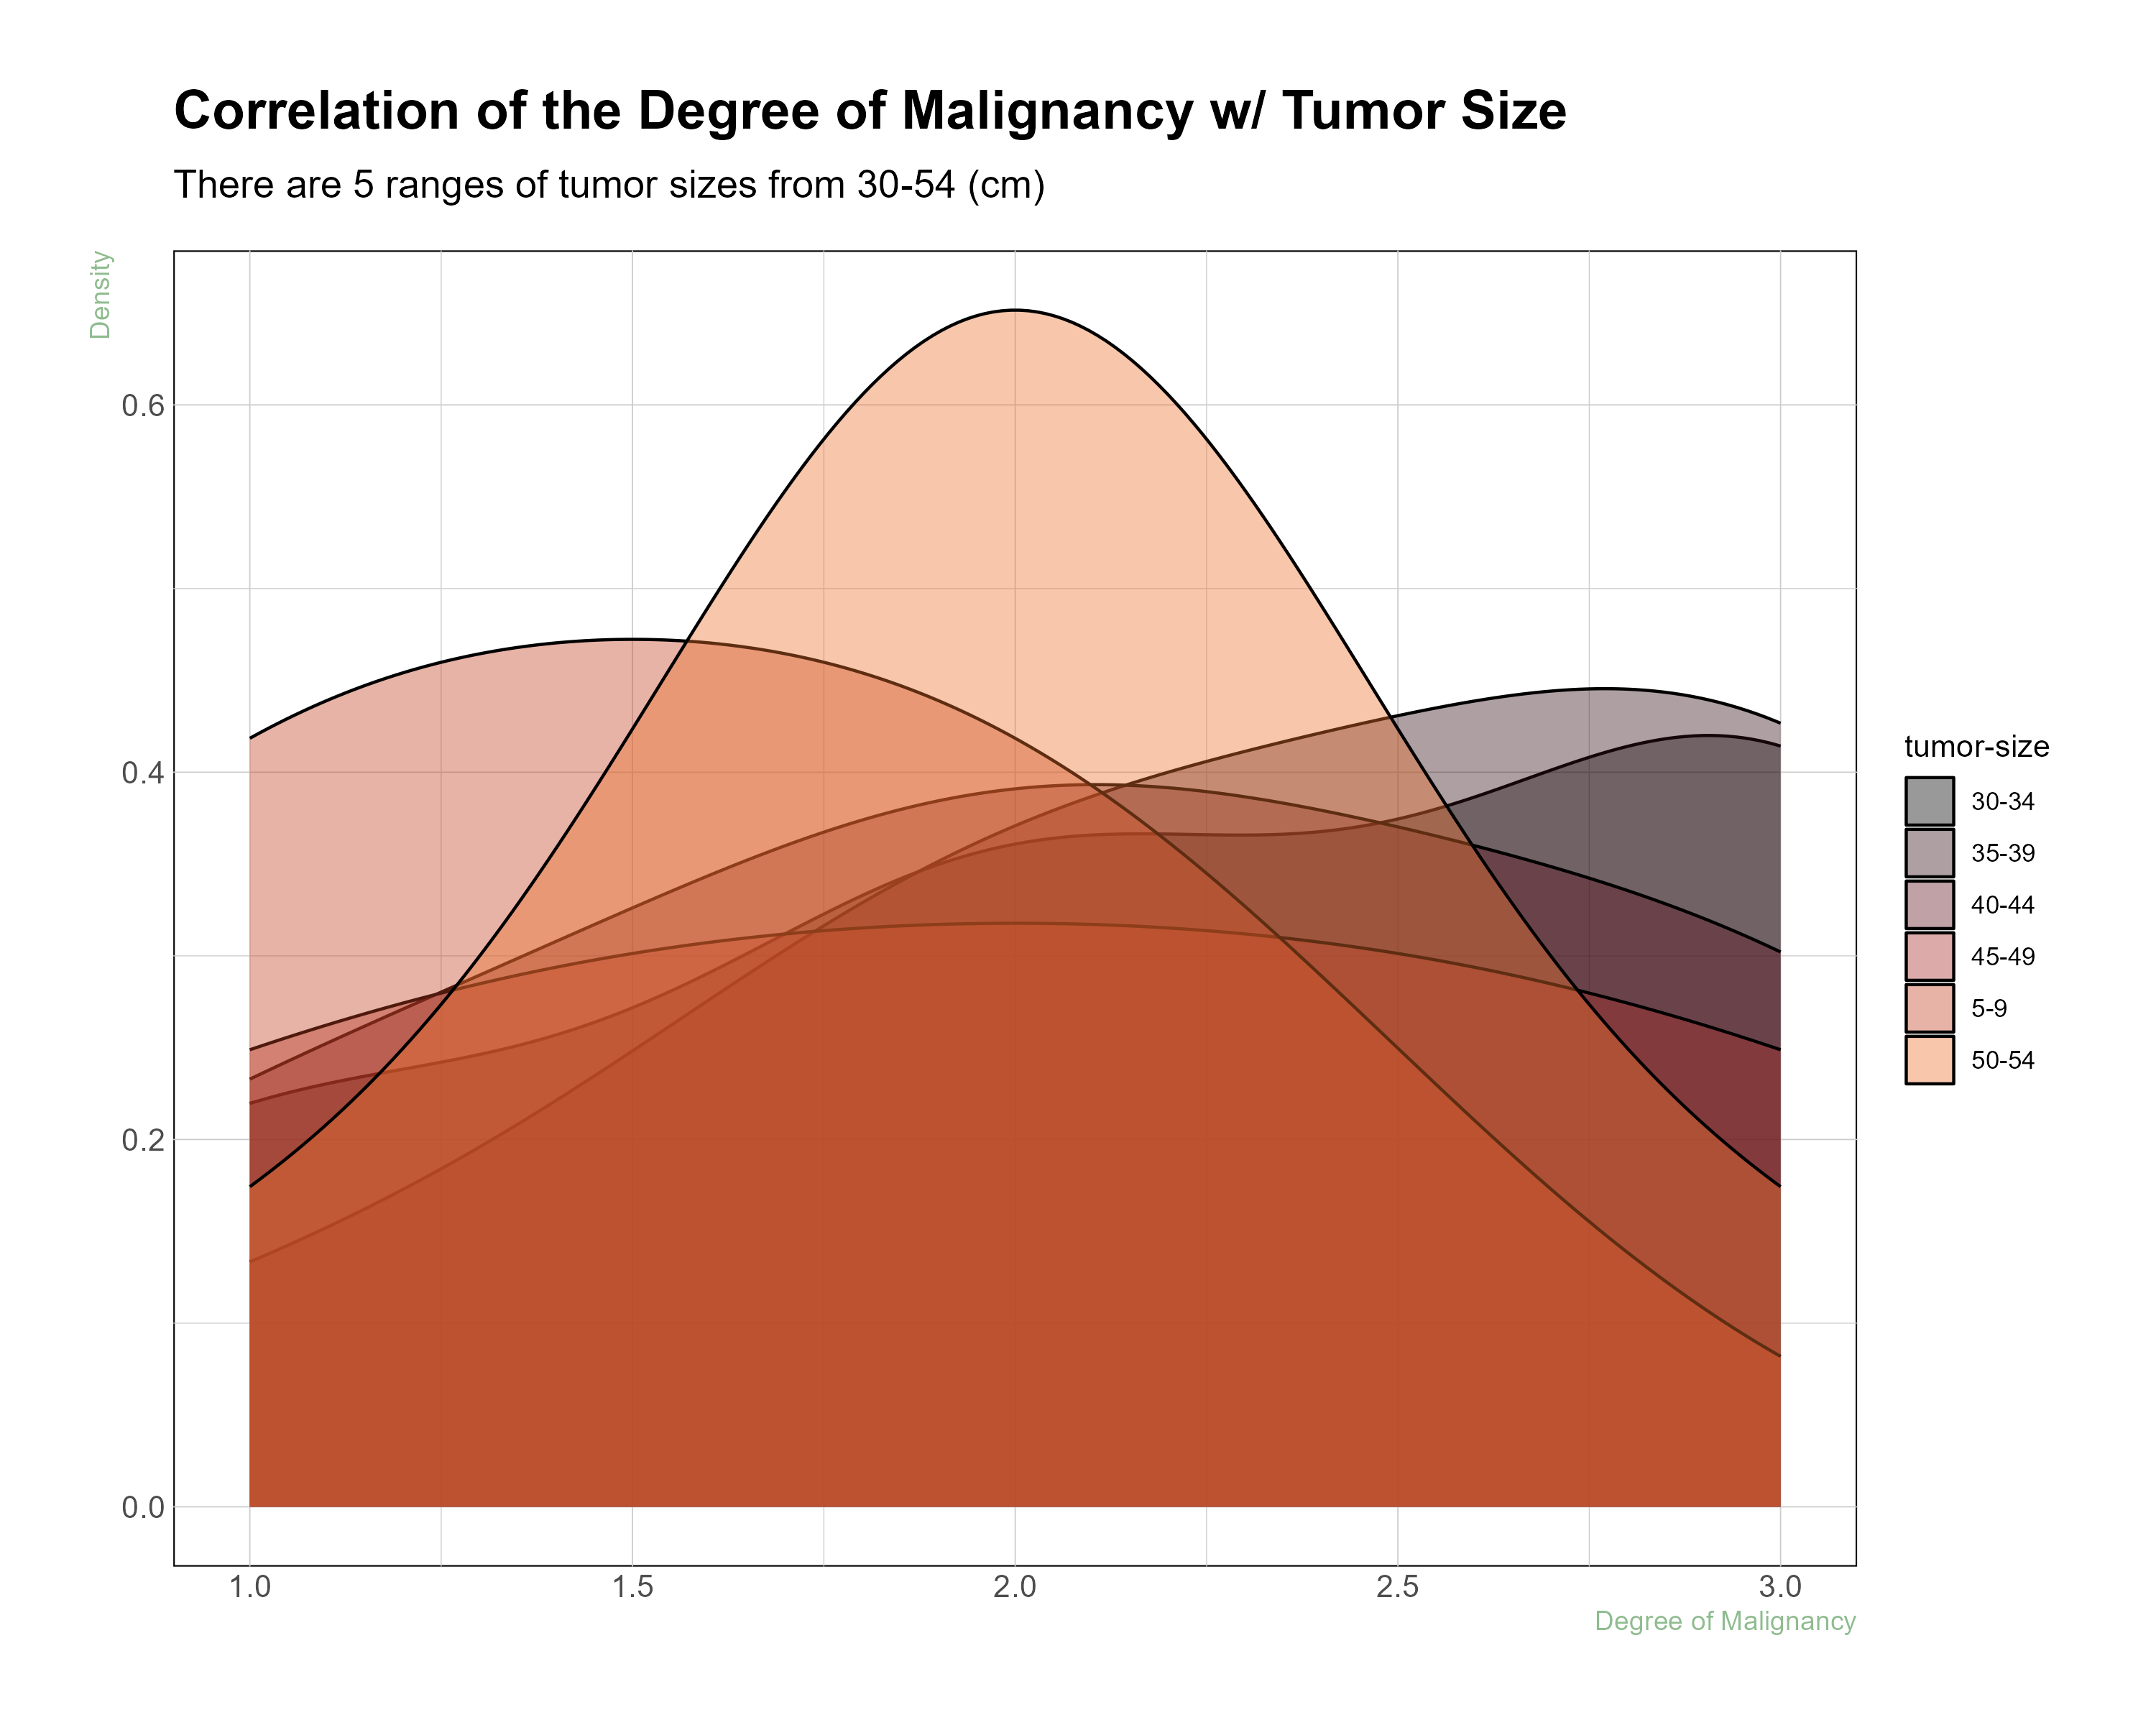 Correlation of the Degree of Malignancy w/ Tumor Size
There are 5 ranges of tumor sizes from 30-54 (cm)
Density
0.6
0.4
0.2
0.0
1.0 1.5 2.0 2.5 3.0
Degree of Malignancy
tumor-size
30-34
35-39
40-44
45-49
5-9
50-54